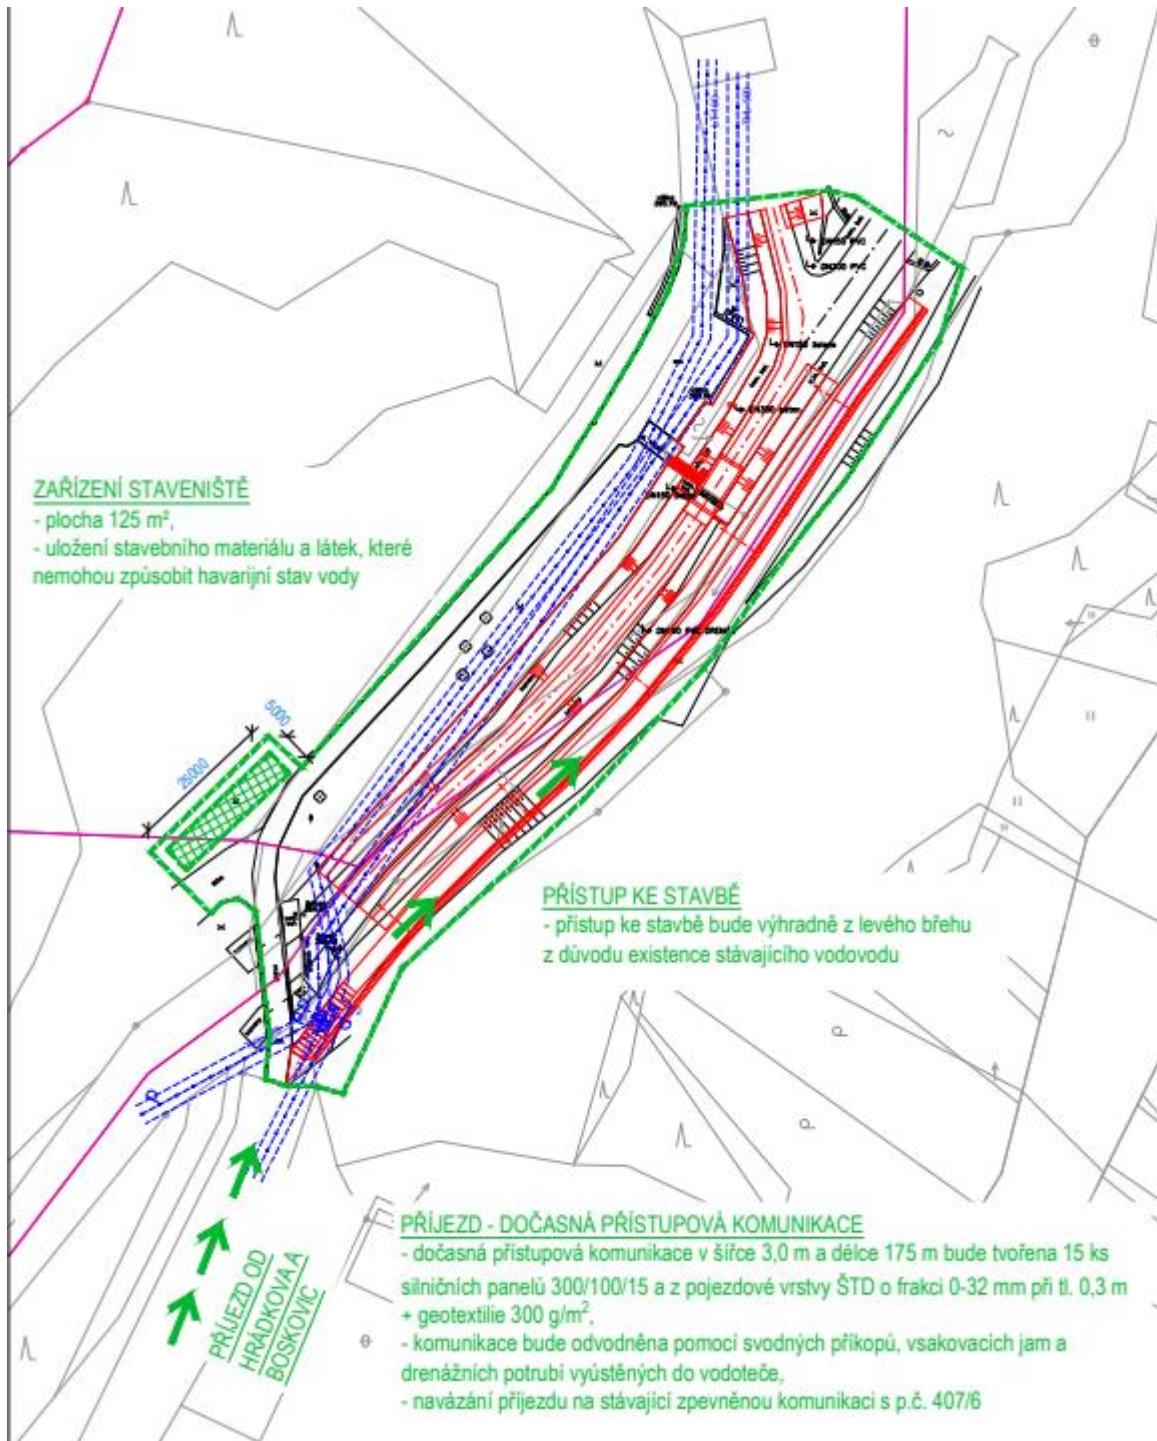 DN150 PVC
DN300 PVC
ZAŘÍZENÍ STAVENIŠTĚ
- plocha 125 m²,
- uložení stavebního materiálu a látek, které
nemohou způsobit havarijní stav vody
5000
25000
PŘÍSTUP KE STAVBĚ
- přístup ke stavbě bude výhradně z levého břehu
z důvodu existence stávajícího vodovodu
PŘÍJEZD OD
HRÁDKOVA A
BOSKOVIC
PŘÍJEZD - DOČASNÁ PŘÍSTUPOVÁ KOMUNIKACE
- dočasná přístupová komunikace v šířce 3,0 m a délce 175 m bude tvořena 15 ks
silničních panelů 300/100/15 a z pojezdové vrstvy ŠTD o frakci 0-32 mm při tl. 0,3 m
+ geotextilie 300 g/m²,
- komunikace bude odvodněna pomocí svodných příkopů, vsakovacích jam a
drenážních potrubí vyústěných do vodoteče,
- navázání příjezdu na stávající zpevněnou komunikaci s p.č. 407/6